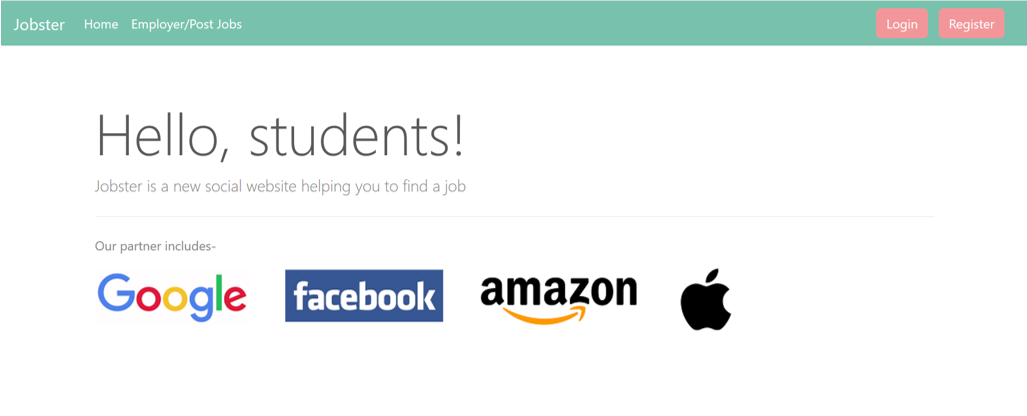 Jobster Home Employer/Post Jobs Login Register
Hello, students!
Jobster is a new social website helping you to find a job
Our partner includes-
Google facebook amazon